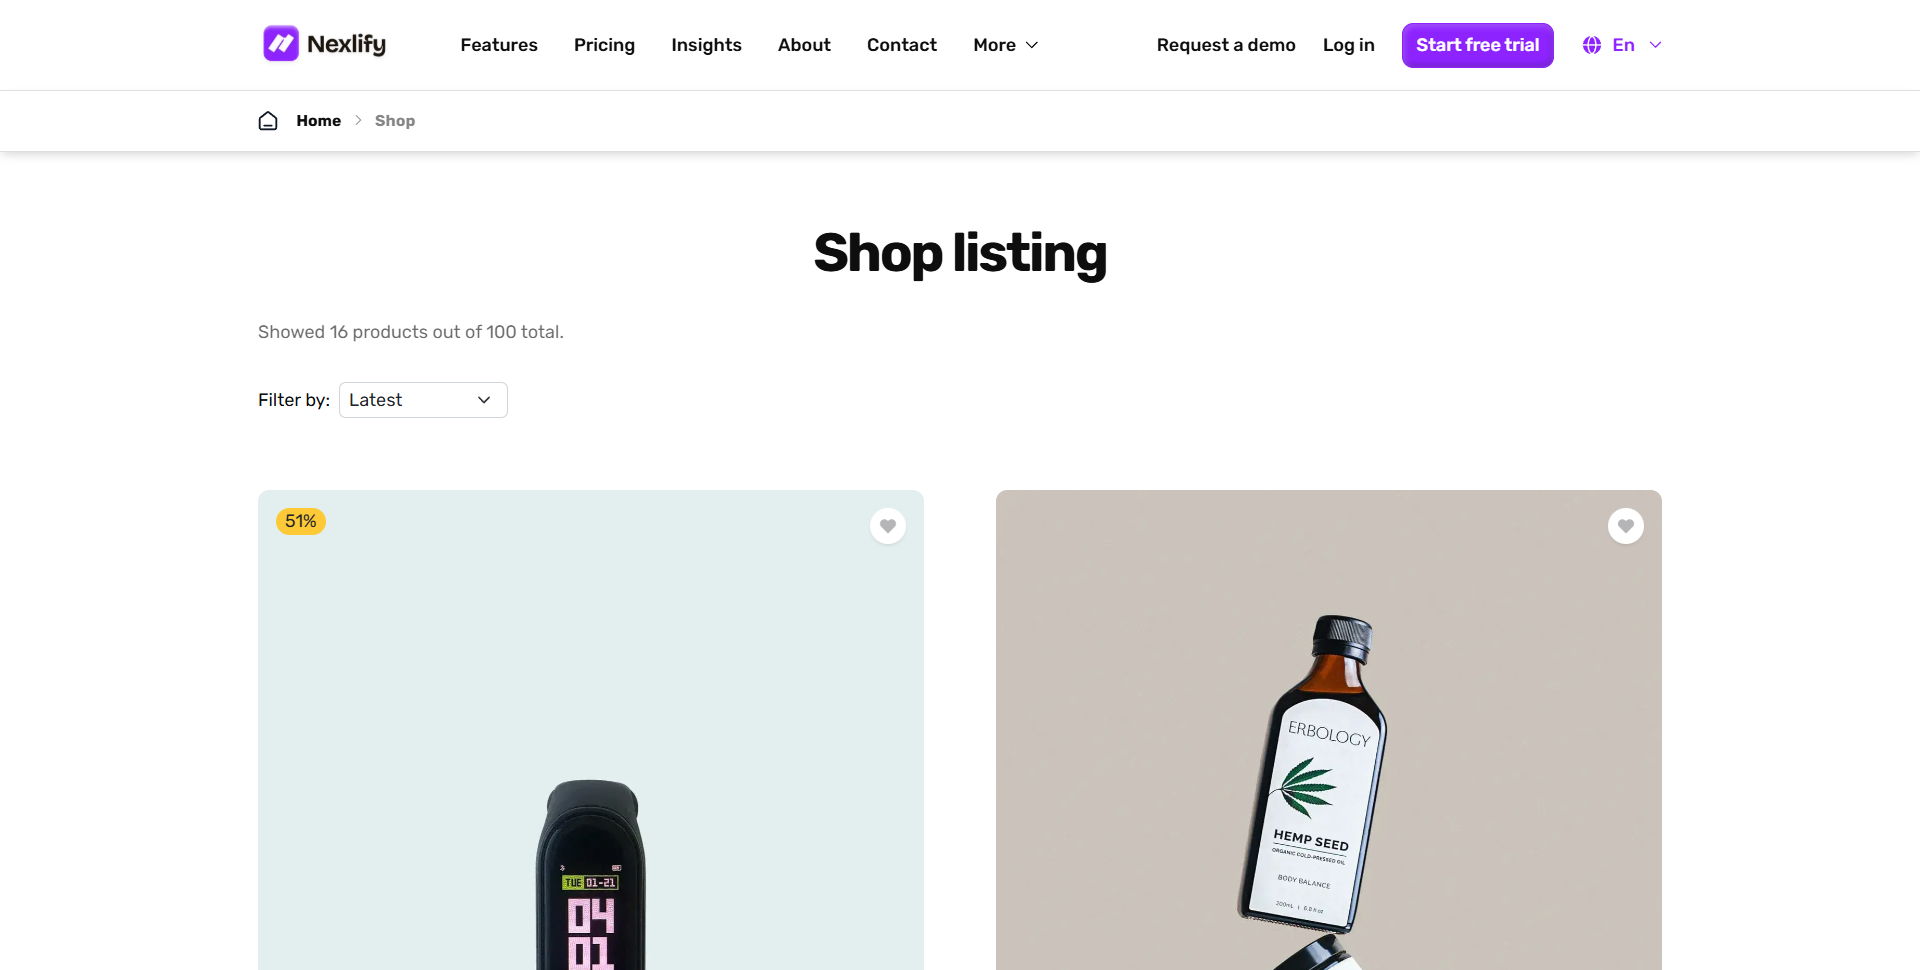 Nexlify
Features
Pricing
Insights
About
Contact
More
Request a demo
Log in
Start free trial
En
Home
Shop
Shop listing
Showed 16 products out of 100 total.
Filter by:
Latest
51%
TUE 01-21
04
01
ERBOLOGY
HEMP SEED
ORGANIC COLD-PRESSED OIL
BODY BALANCE
200mL | 6.8 fl oz